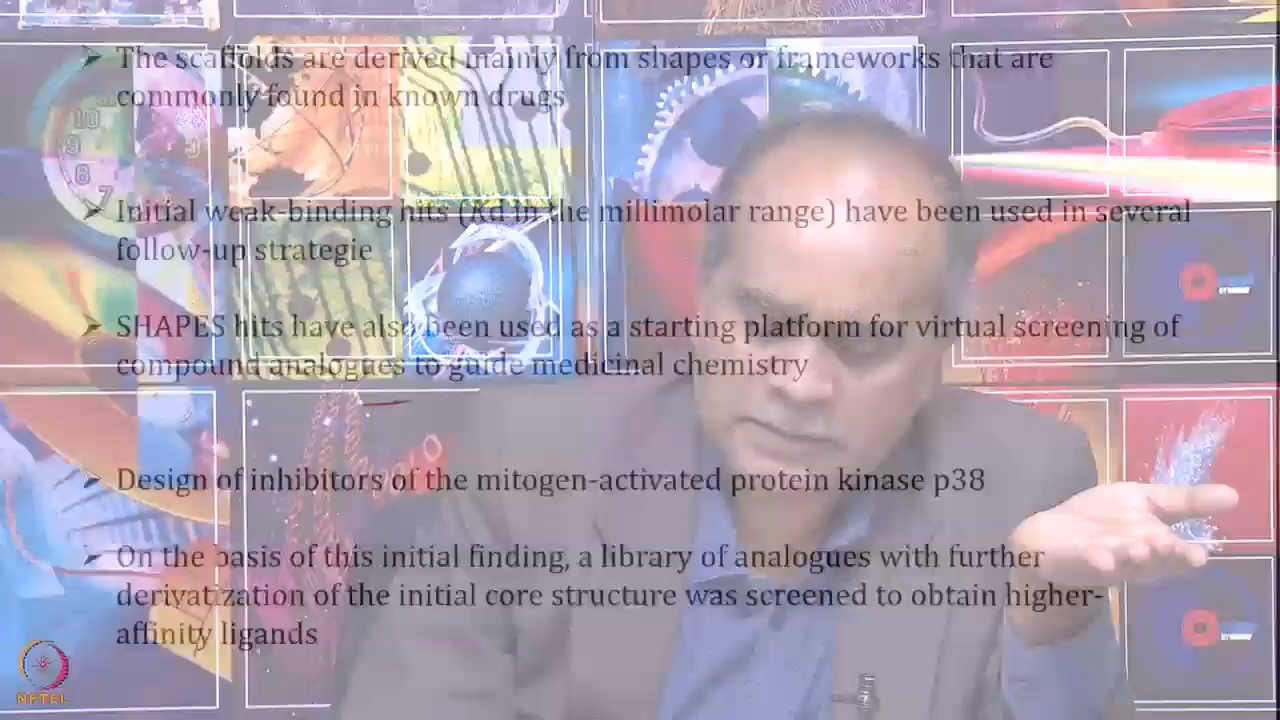 The scaffolds are derived mainly from shapes or frameworks that are
commonly found in known drugs
Initial weak-binding hits (Kd in the millimolar range) have been used in several
follow-up strategie
SHAPES hits have also been used as a starting platform for virtual screening of
compound analogues to guide medicinal chemistry
Design of inhibitors of the mitogen-activated protein kinase p38
On the basis of this initial finding, a library of analogues with further
derivatization of the initial core structure was screened to obtain higher-
affinity ligands
10
9
8
7
NPTEL